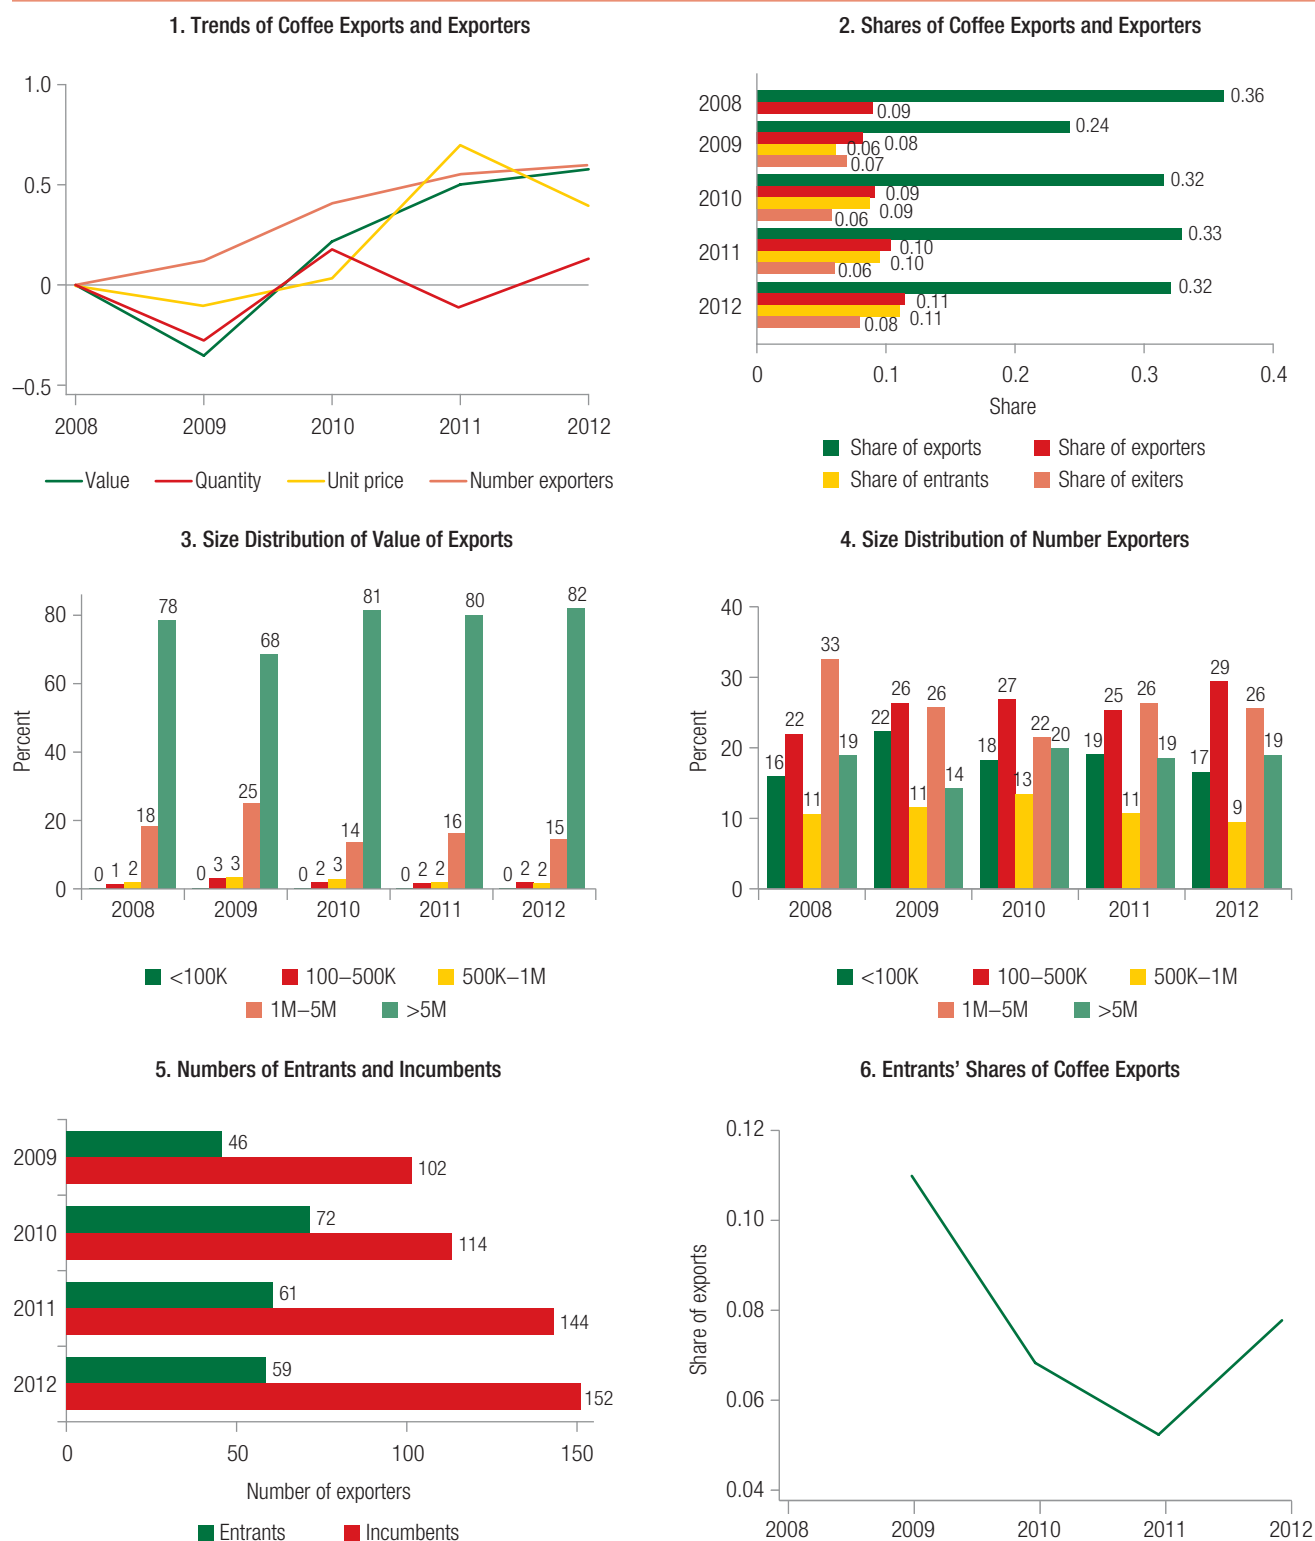 1. Trends of Coffee Exports and Exporters
1.0
0.5
0
–0.5
2008 2009 2010 2011 2012
Value Quantity Unit price Number exporters
2. Shares of Coffee Exports and Exporters
2008
0.36
0.09
2009
0.24
0.08
0.06
0.07
2010
0.32
0.09
0.09
0.06
2011
0.33
0.10
0.10
0.06
2012
0.32
0.11
0.11
0.08
0 0.1 0.2 0.3 0.4
Share
Share of exports Share of exporters
Share of entrants Share of exiters
3. Size Distribution of Value of Exports
Percent
80
60
40
20
0
0 1 2 18 78
0 3 3 25 68
0 2 3 14 81
0 2 2 16 80
0 2 2 15 82
2008 2009 2010 2011 2012
<100K 100–500K 500K–1M
1M–5M >5M
4. Size Distribution of Number Exporters
Percent
40
30
20
10
0
16 22 11 33 19
22 26 11 26 14
18 27 13 22 20
19 25 11 26 19
17 29 9 26 19
2008 2009 2010 2011 2012
<100K 100–500K 500K–1M
1M–5M >5M
5. Numbers of Entrants and Incumbents
2009
46
102
2010
72
114
2011
61
144
2012
59
152
0 50 100 150
Number of exporters
Entrants Incumbents
6. Entrants’ Shares of Coffee Exports
Share of exports
0.12
0.10
0.08
0.06
0.04
2008 2009 2010 2011 2012